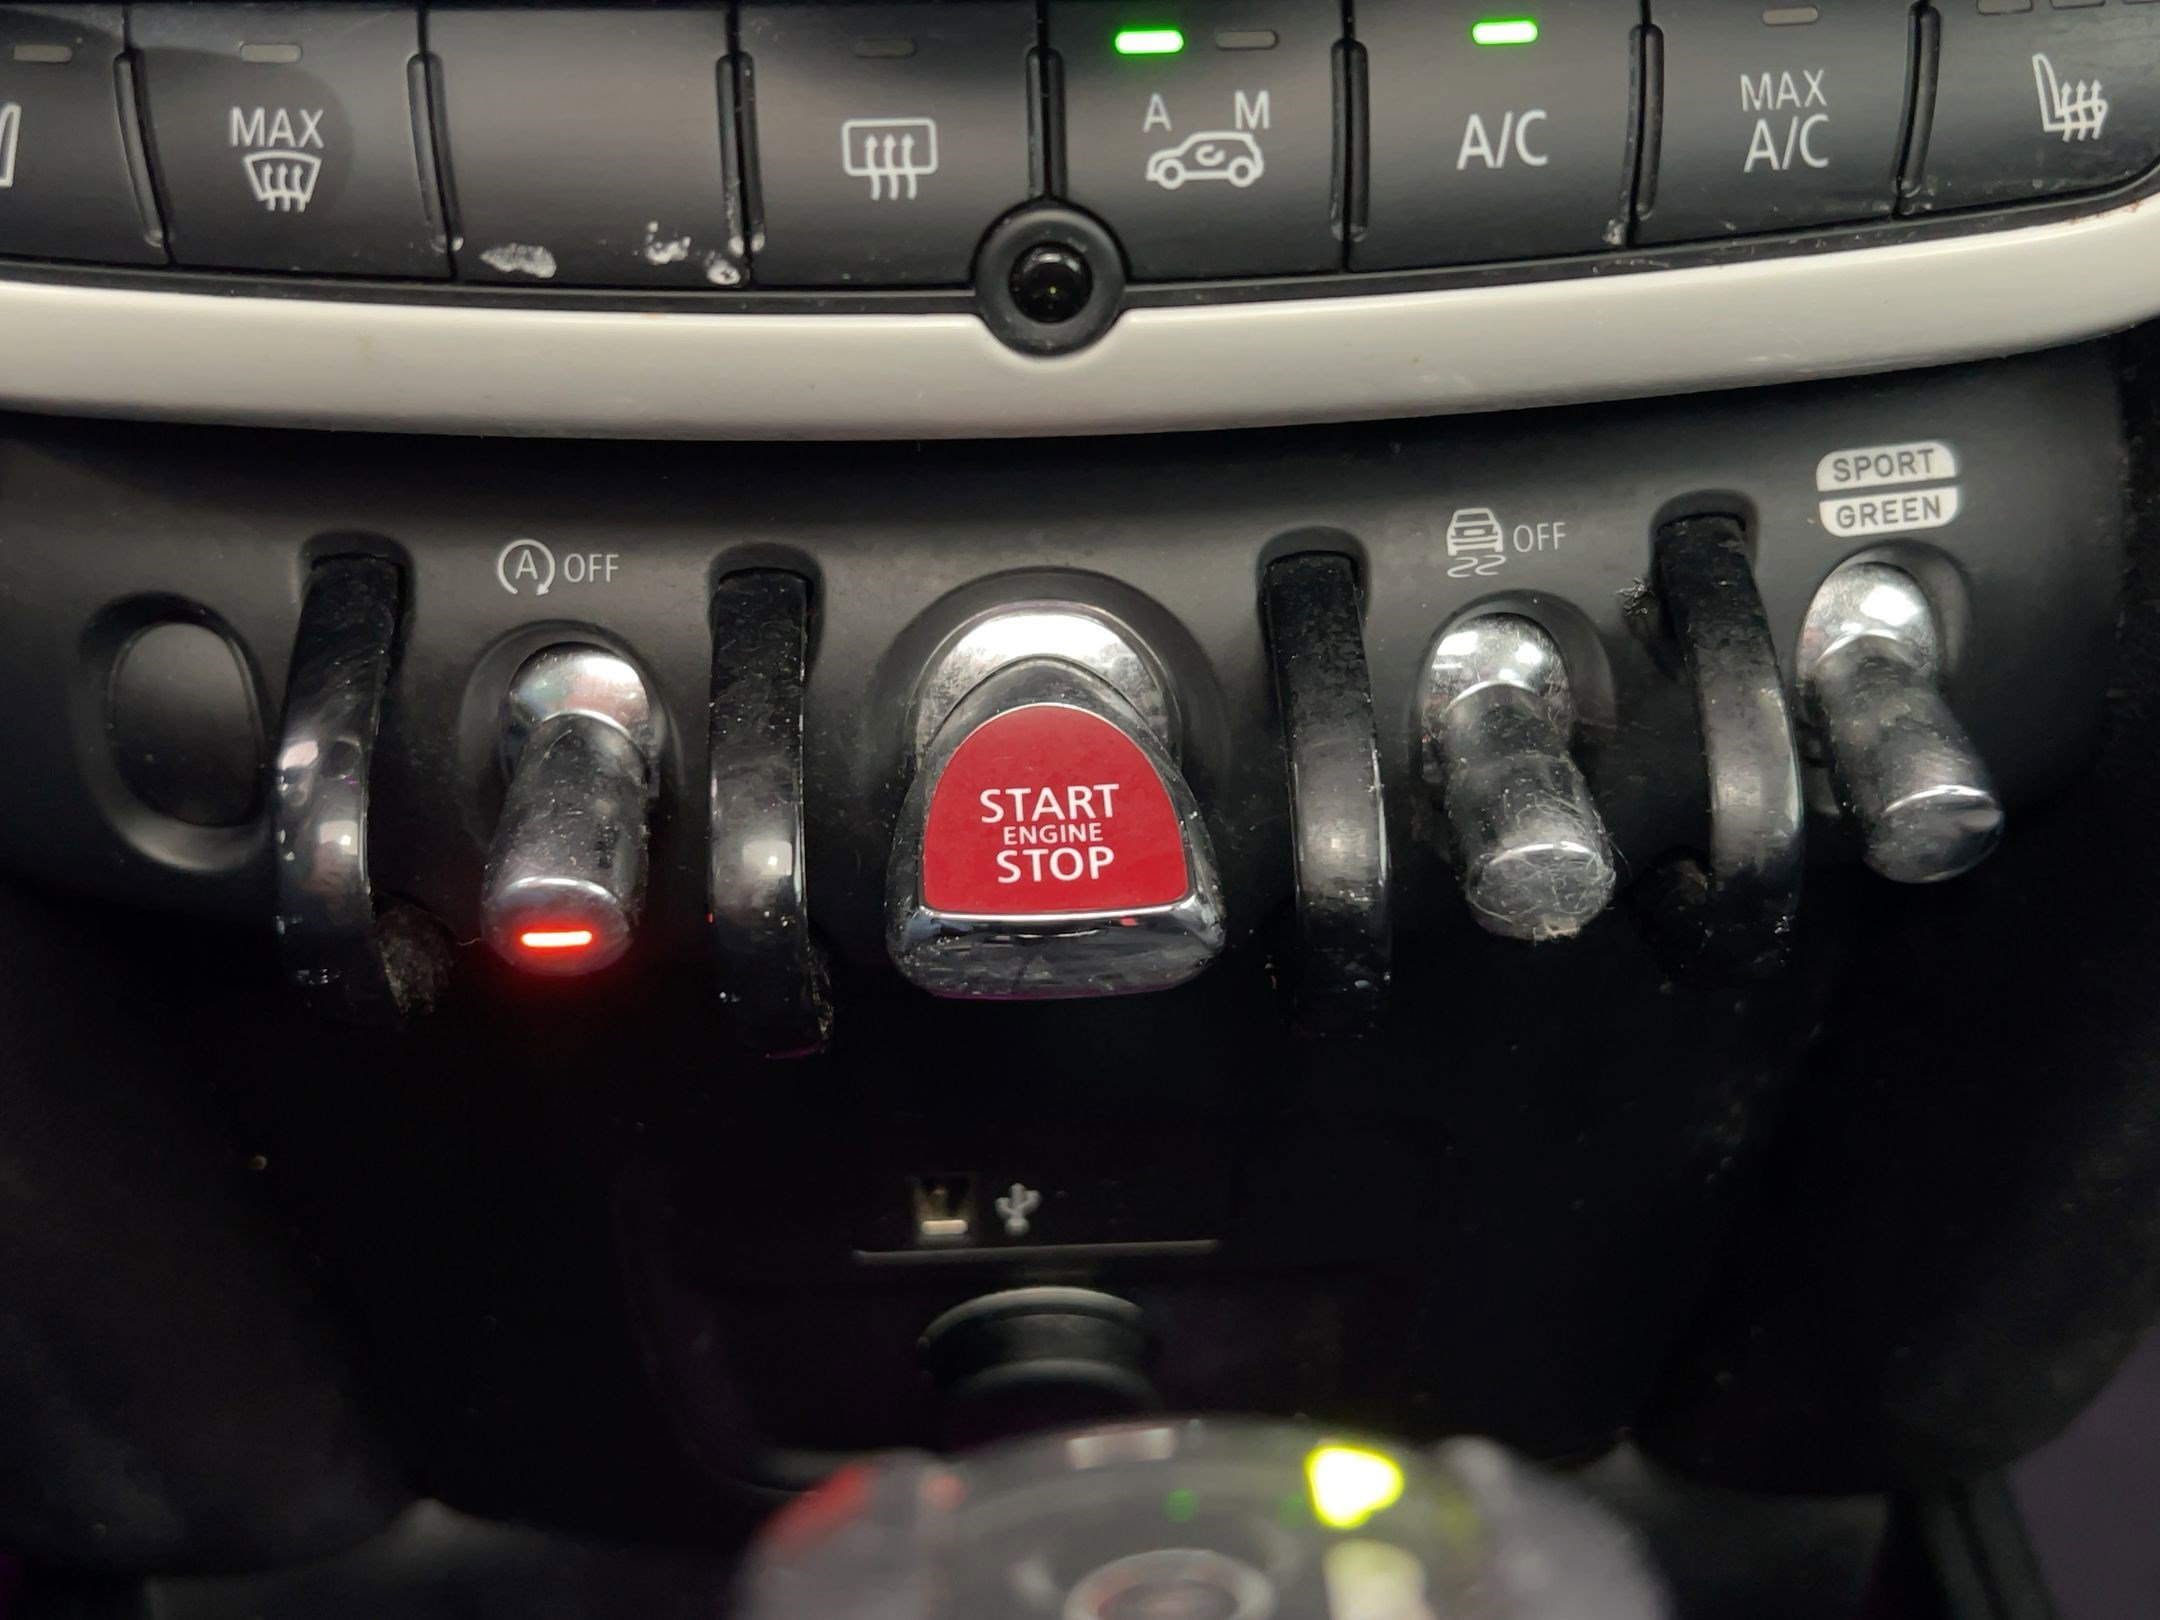 MAX
A M
A/C
MAX
A/C
A OFF
OFF
SPORT
GREEN
START
ENGINE
STOP